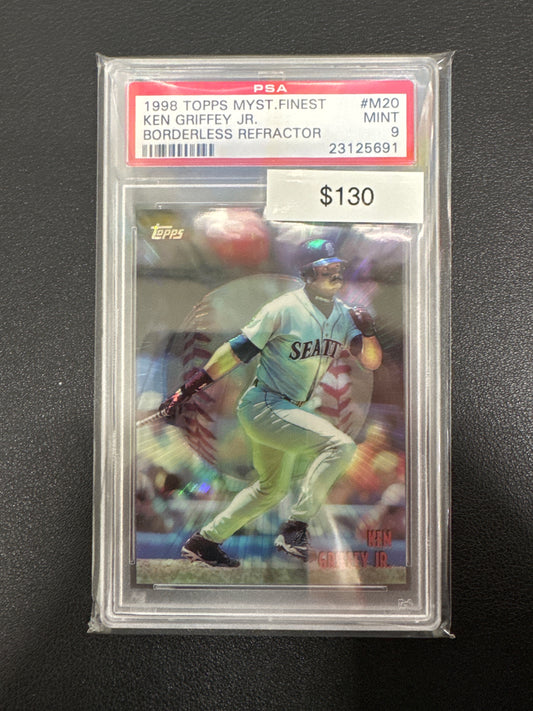 PSA
1998 TOPPS MYST.FINEST #M20
KEN GRIFFEY JR. MINT
BORDERLESS REFRACTOR 9
23125691
$130
Topps
SEATT
KEN
GRIFFEY JR.